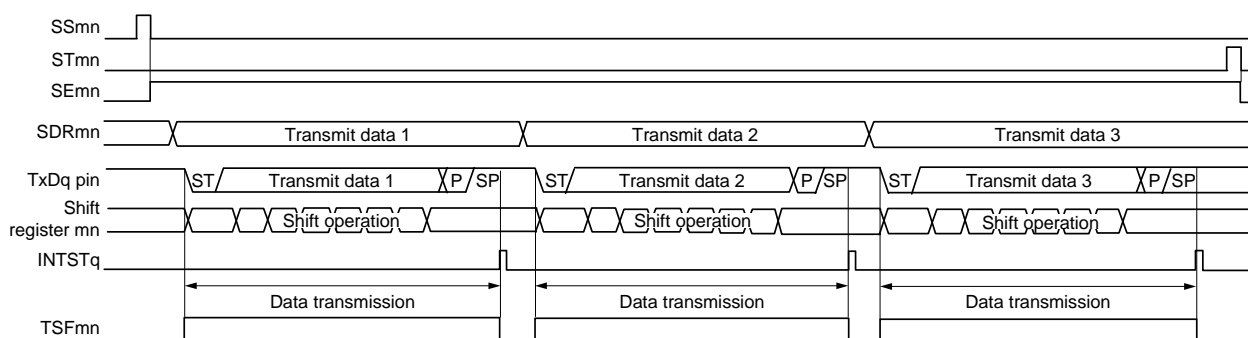 SSmn
STmn
SEmn
SDRmn Transmit data 1 Transmit data 2 Transmit data 3
TxDq pin ST Transmit data 1 P SP ST Transmit data 2 P SP ST Transmit data 3 P SP
Shift
register mn Shift operation Shift operation Shift operation
INTSTq
Data transmission Data transmission Data transmission
TSFmn